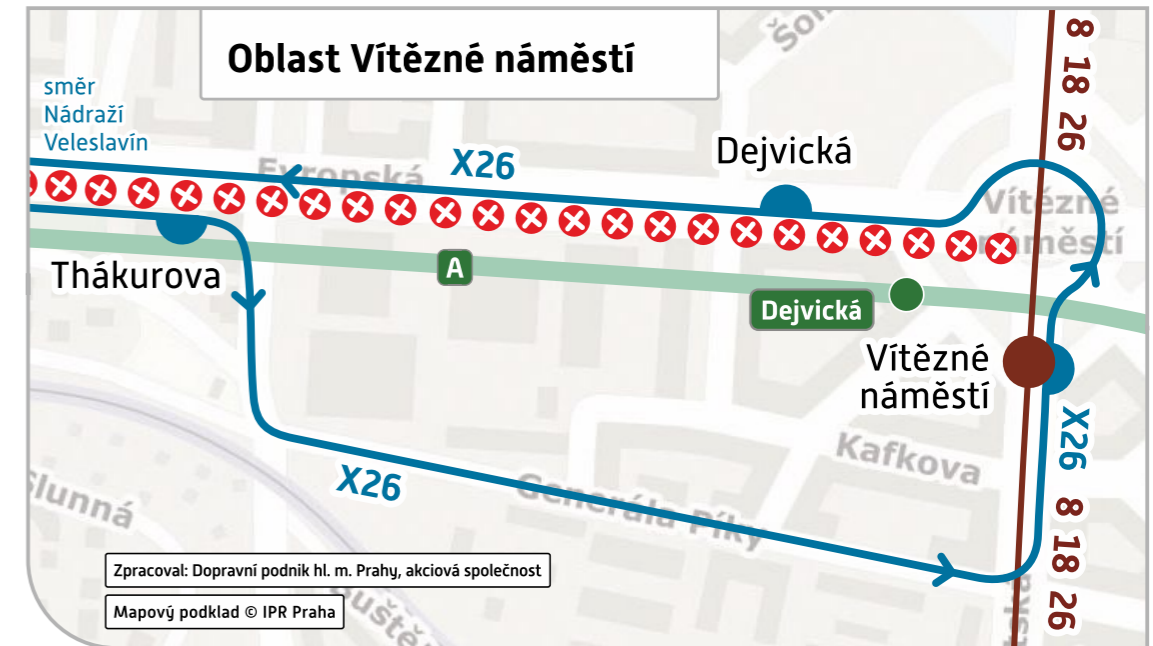 Oblast Vítězné náměstí
8 18 26
směr
Nádraží
Veleslavín
Evropská
X26
Dejvická
Vítězné
náměstí
Thákurova
A
Dejvická
Vítězné
náměstí
X26
Kafkova
X26
Generála Píky
Slunná
8 18 26
Zpracoval: Dopravní podnik hl. m. Prahy, akciová společnost
Mapový podklad © IPR Praha